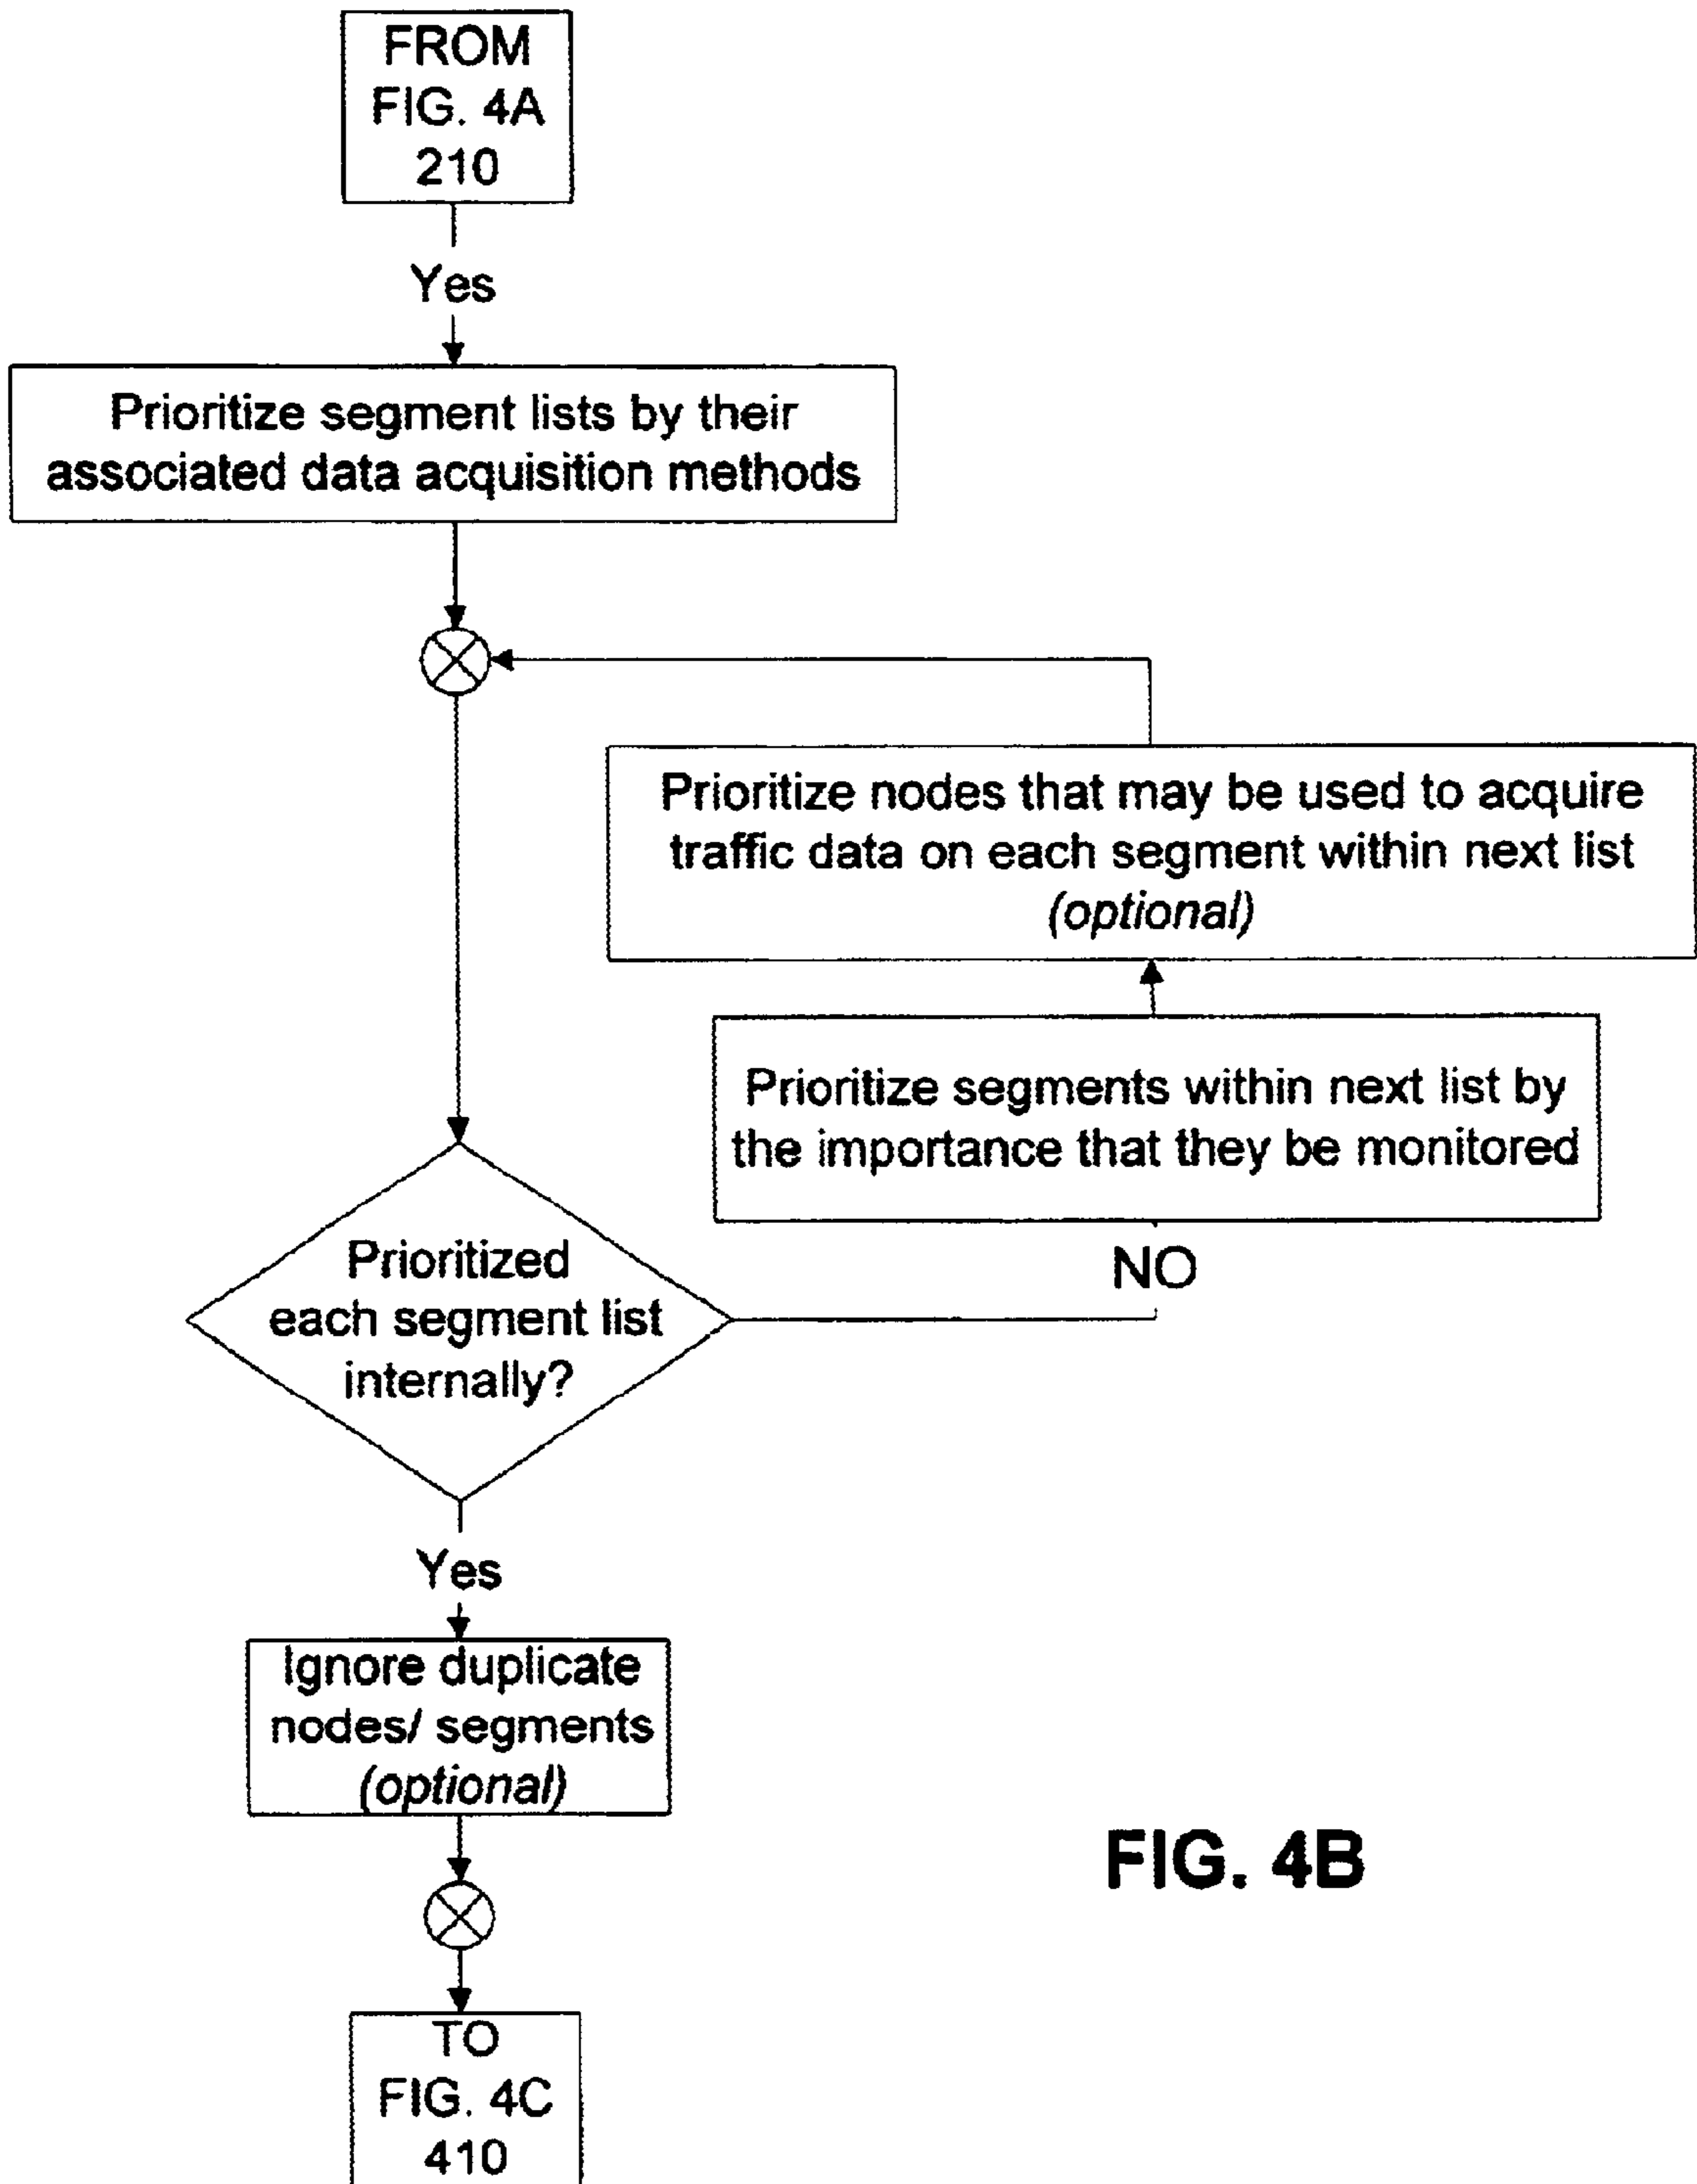 FROM
FIG. 4A
210
Yes
Prioritize segment lists by their
associated data acquisition methods
Prioritize nodes that may be used to acquire
traffic data on each segment within next list
(optional)
Prioritize segments within next list by
the importance that they be monitored
NO
Prioritized
each segment list
internally?
Yes
Ignore duplicate
nodes/ segments
(optional)
FIG. 4B
TO
FIG. 4C
410